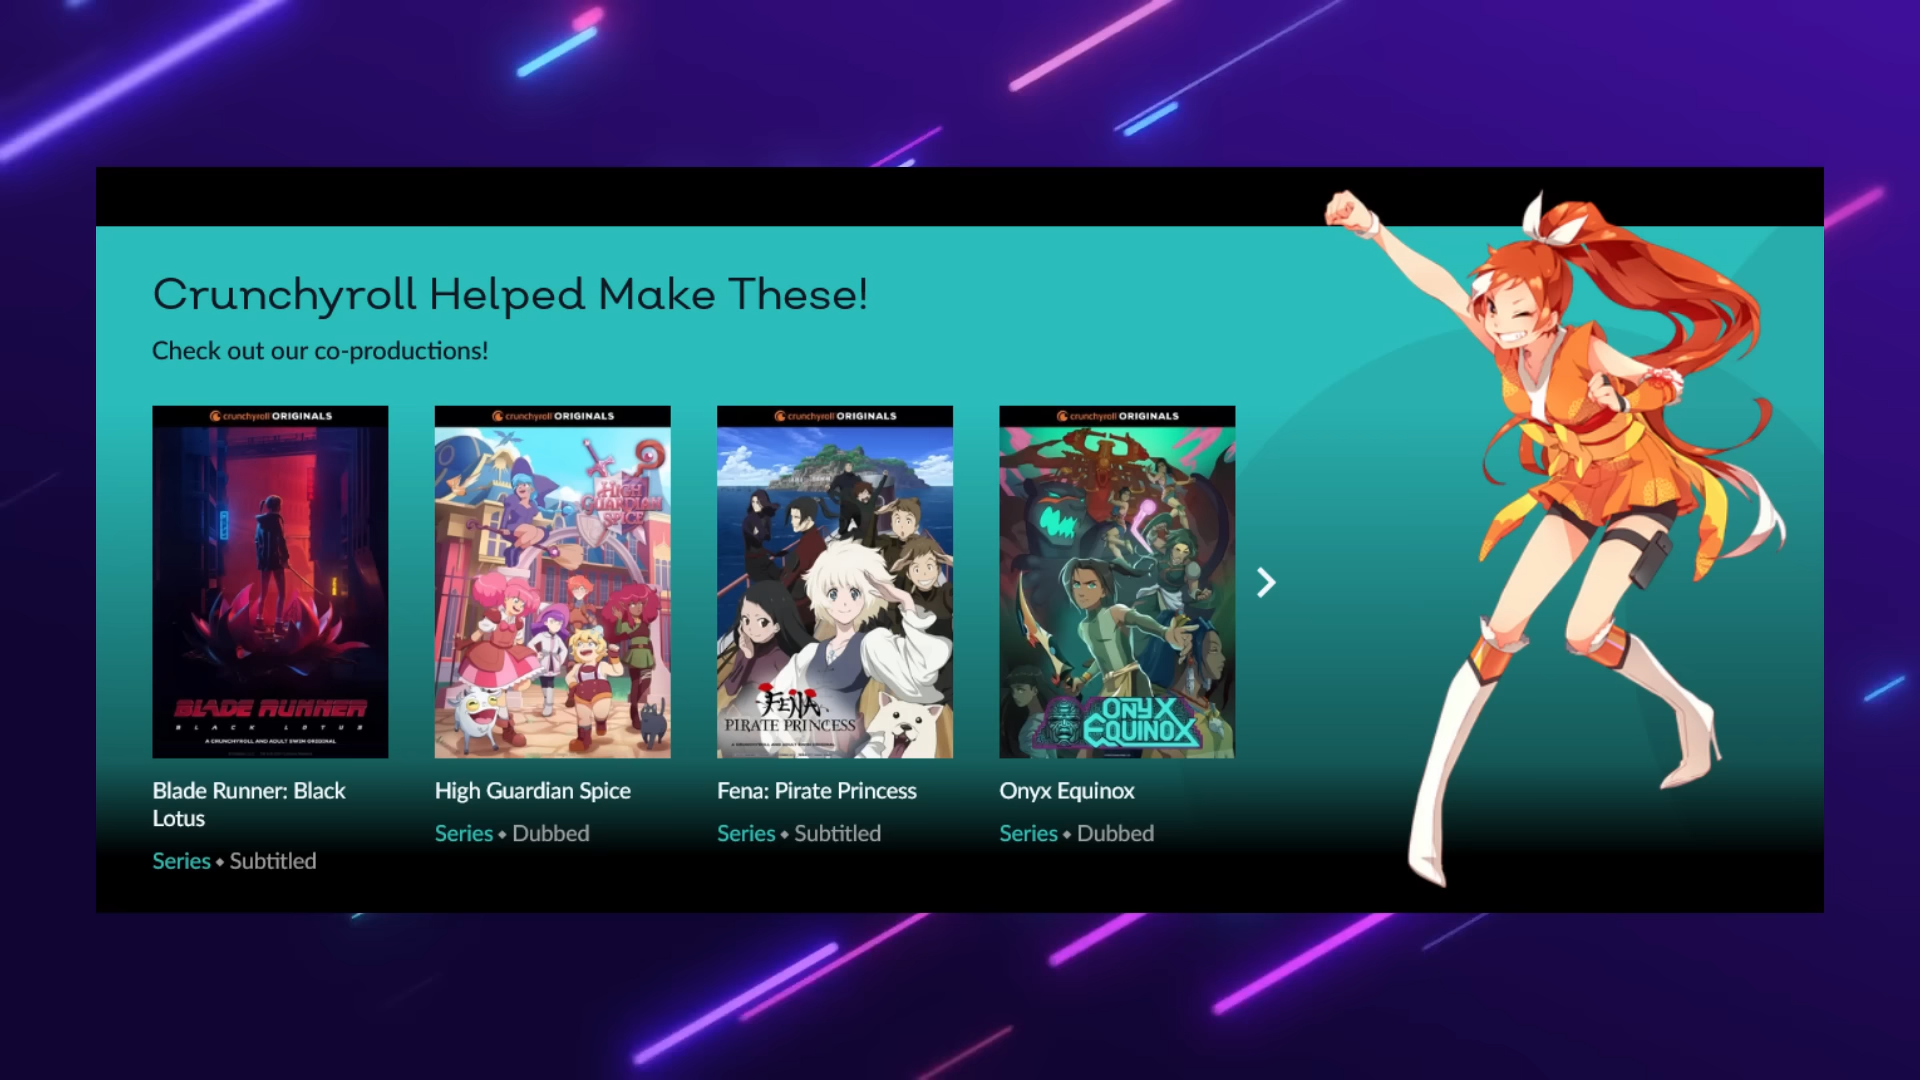 Crunchyroll Helped Make These!
Check out our co-productions!
crunchyroll ORIGINALS
BLADE RUNNER
BLACK LOTUS
A CRUNCHYROLL AND ADULT SWIM ORIGINAL
Blade Runner: Black
Lotus
Series ◆ Subtitled
crunchyroll ORIGINALS
HIGH
GUARDIAN
SPICE
High Guardian Spice
Series ◆ Dubbed
crunchyroll ORIGINALS
FENA
PIRATE PRINCESS
Fena: Pirate Princess
Series ◆ Subtitled
crunchyroll ORIGINALS
ONYX
EQUINOX
Onyx Equinox
Series ◆ Dubbed